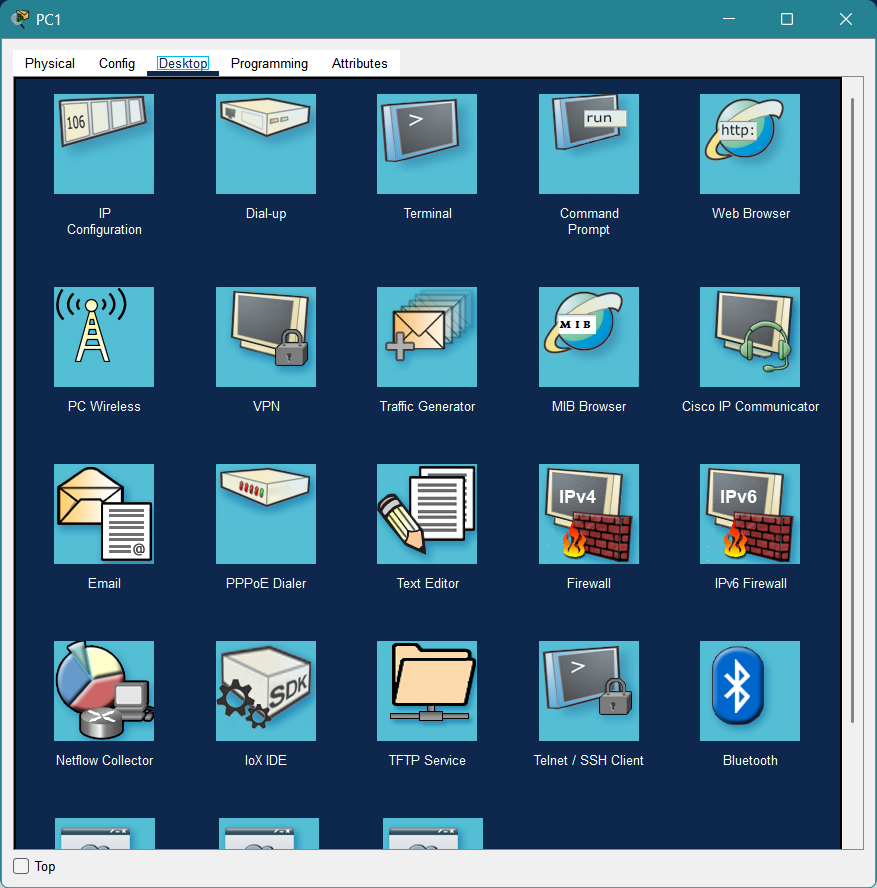 PC1
Physical Config Desktop Programming Attributes
106
>
run
http:
IP
Configuration
Dial-up
Terminal
Command
Prompt
Web Browser
MIB
PC Wireless
VPN
Traffic Generator
MIB Browser
Cisco IP Communicator
@
IPv4
IPv6
Email
PPPoE Dialer
Text Editor
Firewall
IPv6 Firewall
SDK
>
Netflow Collector
IoX IDE
TFTP Service
Telnet / SSH Client
Bluetooth
Top